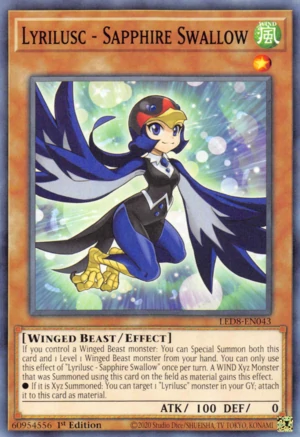 LYRILUSC - SAPPHIRE SWALLOW
WIND
風
LED8-EN043
[WINGED BEAST/EFFECT]
If you control a Winged Beast monster: You can Special Summon both this
card and 1 Level 1 Winged Beast monster from your hand. You can only use
this effect of "Lyrilusc - Sapphire Swallow" once per turn. A WIND Xyz Monster
that was Summoned using this card on the field as material gains this effect.
● If it is Xyz Summoned: You can target 1 "Lyrilusc" monster in your GY; attach
it to this card as material.
ATK/ 100 DEF/ 0
60954556 1st Edition ©2020 Studio Dice/SHUEISHA, TV TOKYO, KONAMI